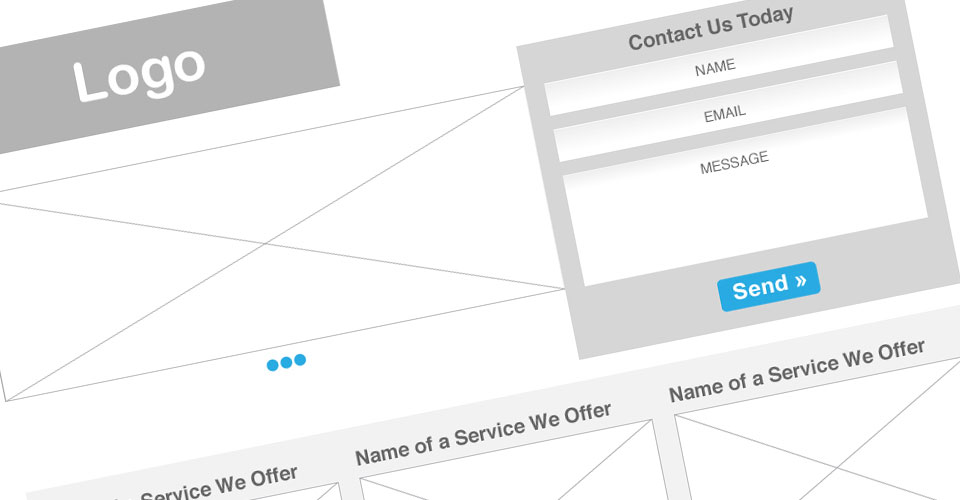 Logo
Contact Us Today
NAME
EMAIL
MESSAGE
Send »
Service We Offer
Name of a Service We Offer
Name of a Service We Offer